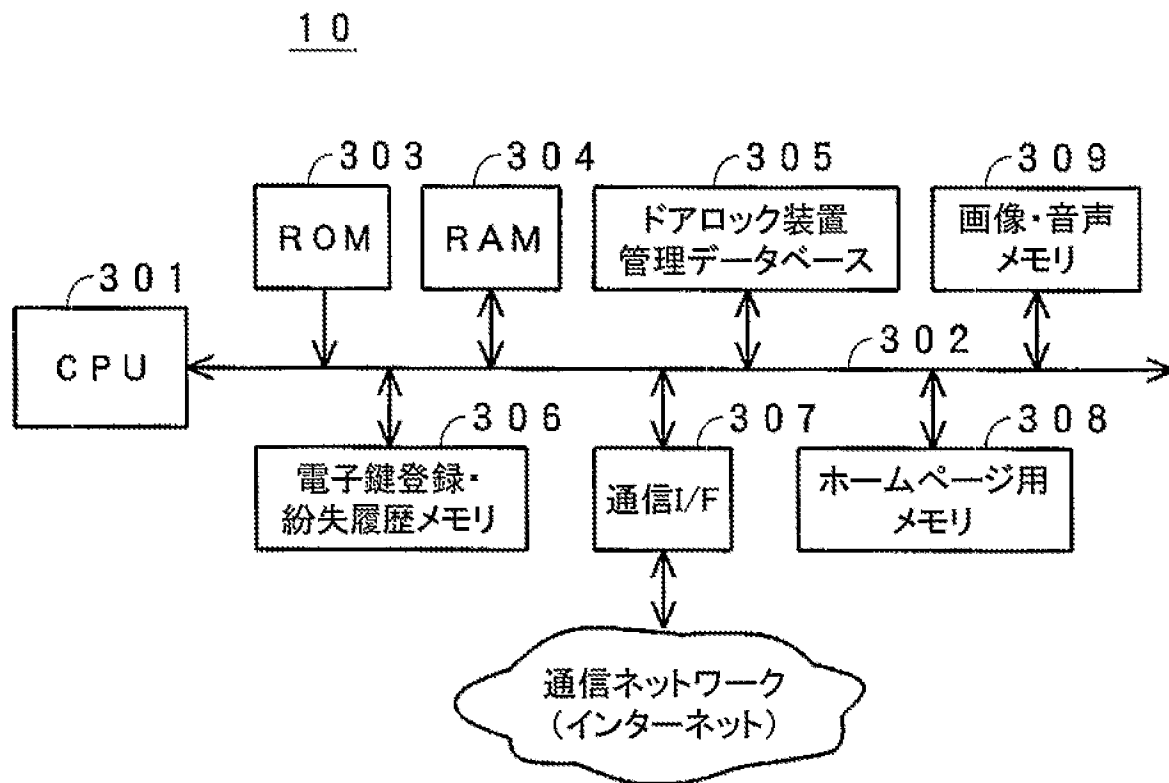 10
303
304
305
309
ROM
RAM
ドアロック装置
管理データベース
画像・音声
メモリ
301
CPU
302
306
307
308
電子鍵登録・
紛失履歴メモリ
通信I/F
ホームページ用
メモリ
通信ネットワーク
(インターネット)